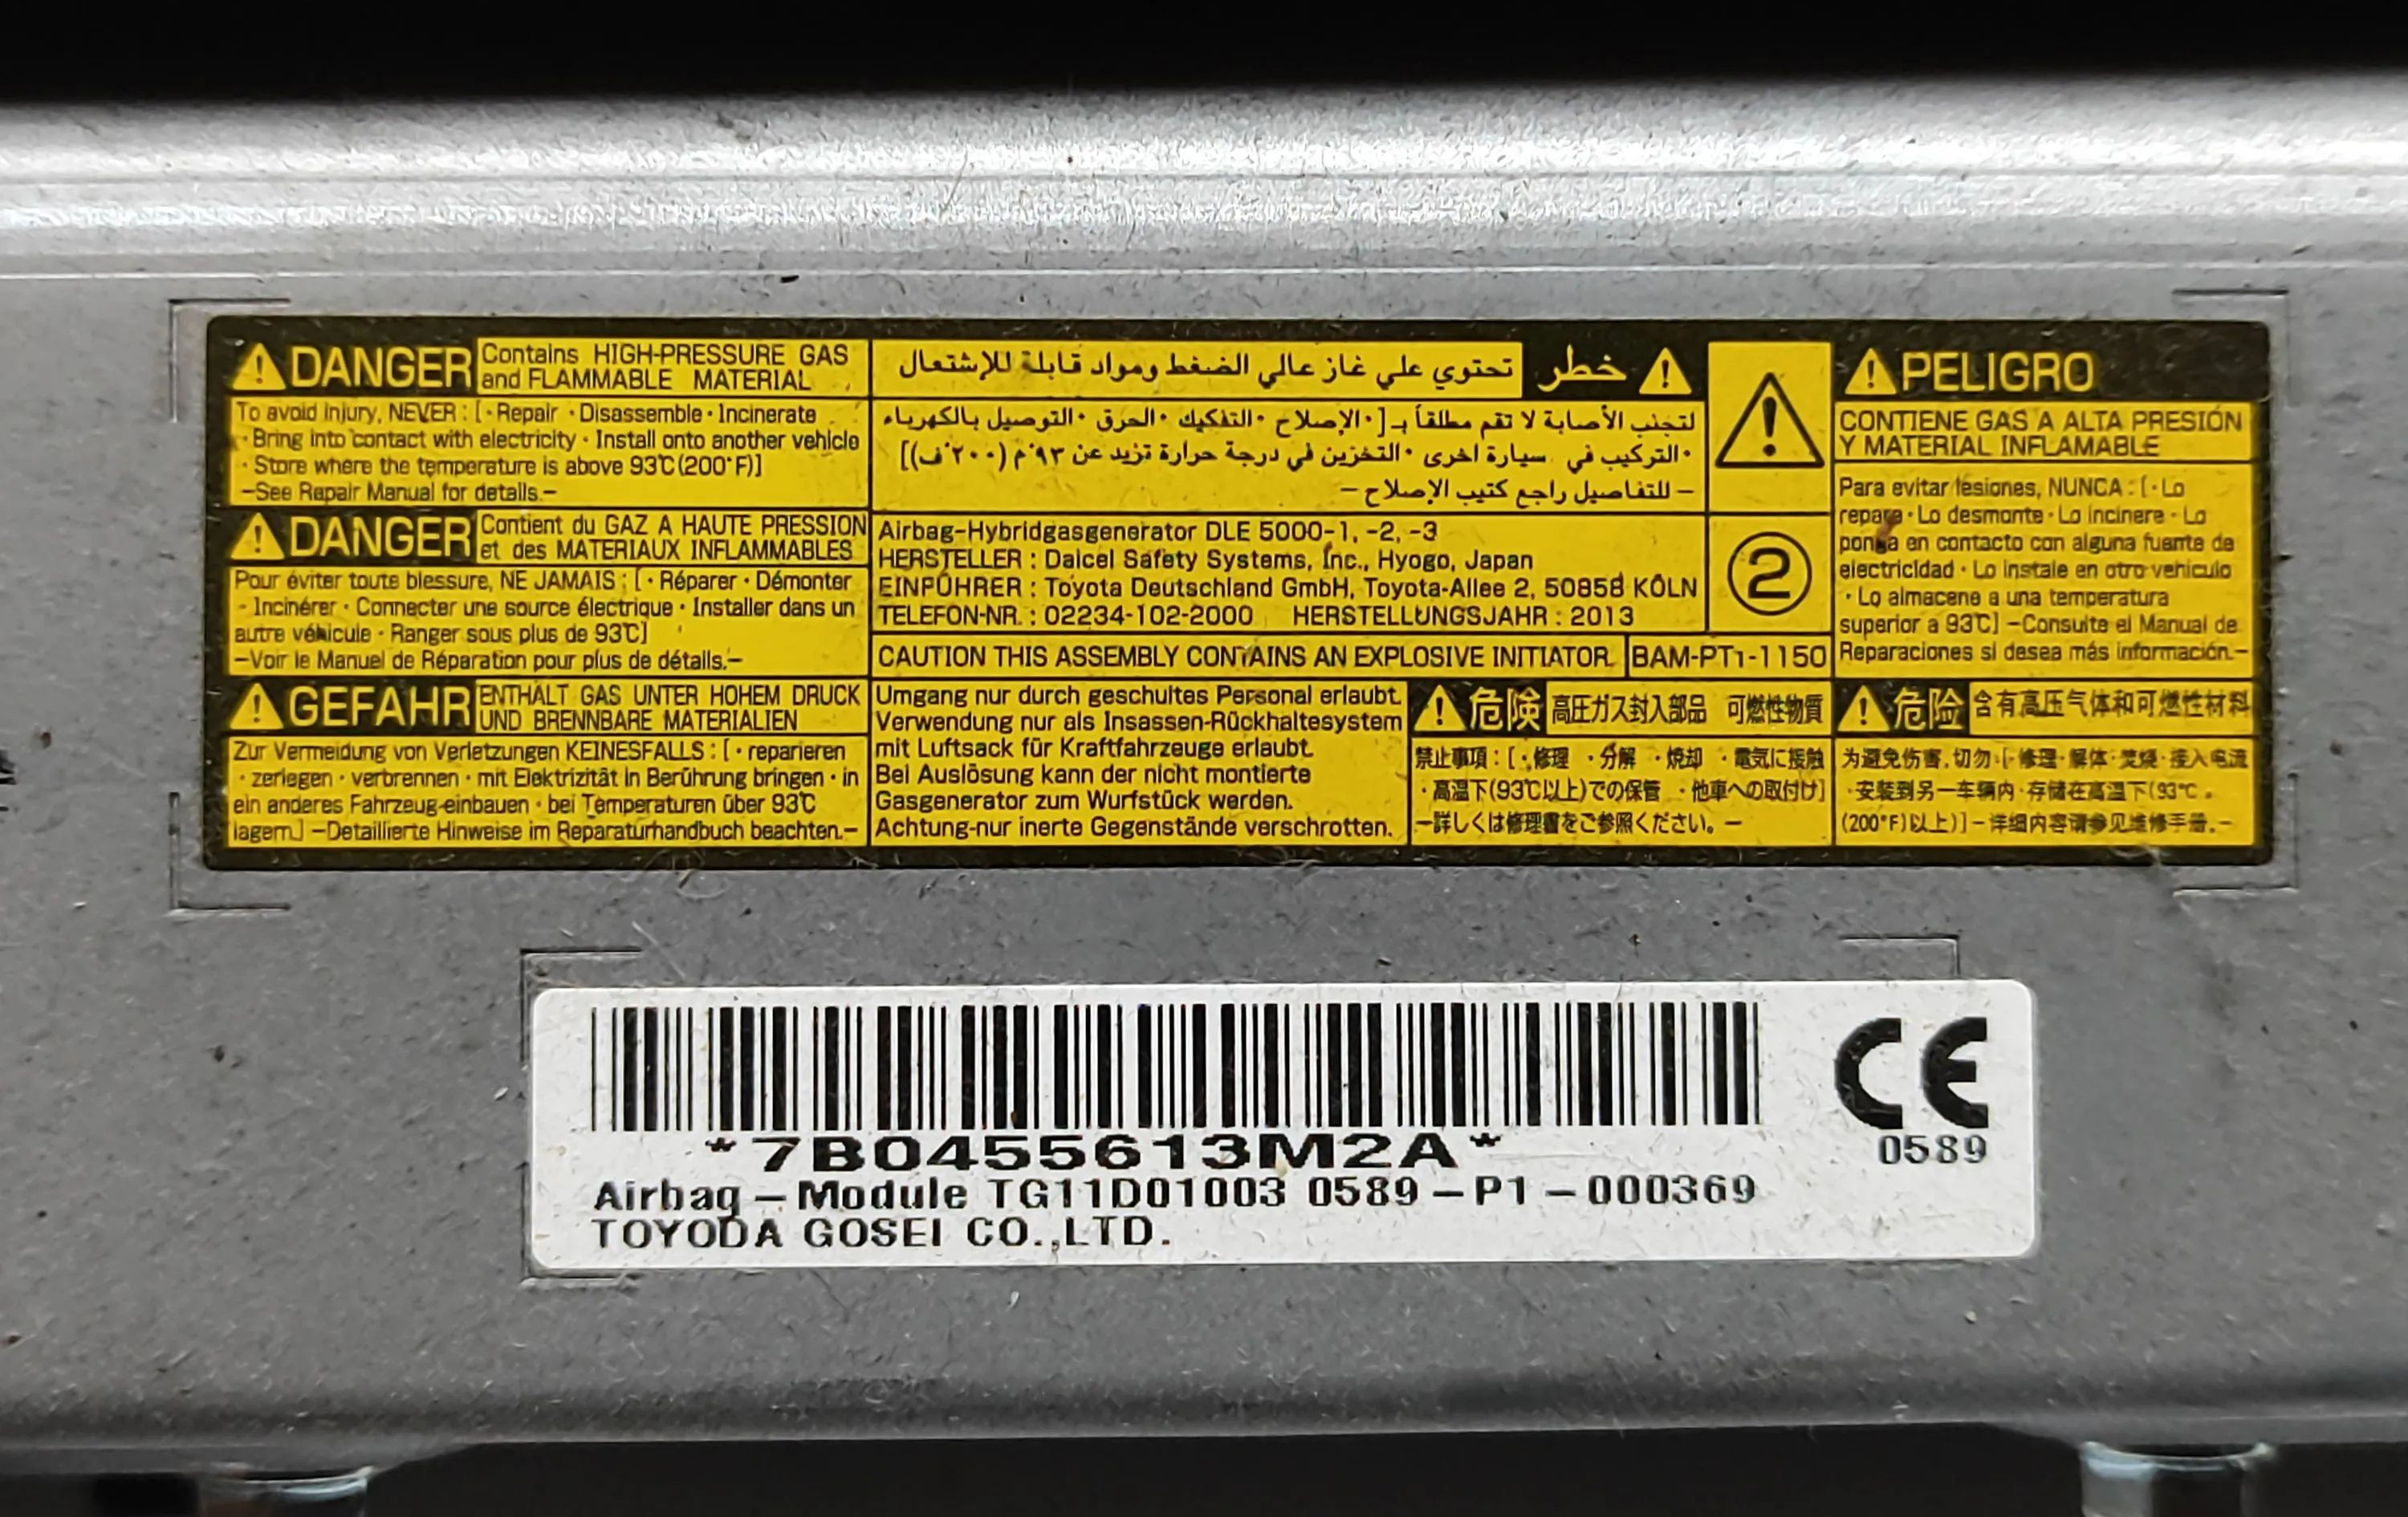 DANGER
Contains HIGH-PRESSURE GAS
and FLAMMABLE MATERIAL
To avoid injury, NEVER : [ · Repair · Disassemble · Incinerate
· Bring into contact with electricity · Install onto another vehicle
· Store where the temperature is above 93℃(200°F)]
−See Repair Manual for details.−
DANGER
Contient du GAZ A HAUTE PRESSION
et des MATERIAUX INFLAMMABLES
Pour éviter toute blessure, NE JAMAIS : [ · Réparer · Démonter
· Incinérer · Connecter une source électrique · Installer dans un
autre véhicule · Ranger sous plus de 93℃]
−Voir le Manuel de Réparation pour plus de détails.−
GEFAHR
ENTHÄLT GAS UNTER HOHEM DRUCK
UND BRENNBARE MATERIALIEN
Zur Vermeidung von Verletzungen KEINESFALLS : [ · reparieren
· zerlegen · verbrennen · mit Elektrizität in Berührung bringen · in
ein anderes Fahrzeug einbauen · bei Temperaturen über 93℃
lagern.] −Detaillierte Hinweise im Reparaturhandbuch beachten.−
خطر
تحتوي علي غاز عالي الضغط ومواد قابلة للإشتعال
لتجنب الأصابة لا تقم مطلقاً بـ[ · الإصلاح · التفكيك · الحرق · التوصيل بالكهرباء
· التركيب في سيارة اخرى · التخزين في درجة حرارة تزيد عن ٩٣°م (٢٠٠°ف)]
− للتفاصيل راجع كتيب الإصلاح −
Airbag-Hybridgasgenerator DLE 5000-1, -2, -3
HERSTELLER : Daicel Safety Systems, Inc., Hyogo, Japan
EINFÜHRER : Toyota Deutschland GmbH, Toyota-Allee 2, 50858 KÖLN
TELEFON-NR. : 02234-102-2000 HERSTELLUNGSJAHR : 2013
②
CAUTION THIS ASSEMBLY CONTAINS AN EXPLOSIVE INITIATOR.
BAM-PT1-1150
Umgang nur durch geschultes Personal erlaubt.
Verwendung nur als Insassen-Rückhaltesystem
mit Luftsack für Kraftfahrzeuge erlaubt.
Bei Auslösung kann der nicht montierte
Gasgenerator zum Wurfstück werden.
Achtung-nur inerte Gegenstände verschrotten.
危険
高圧ガス封入部品 可燃性物質
禁止事項 : [ · 修理 · 分解 · 焼却 · 電気に接触
· 高温下(93℃以上)での保管 · 他車への取付け]
−詳しくは修理書をご参照ください。−
PELIGRO
CONTIENE GAS A ALTA PRESIÓN
Y MATERIAL INFLAMABLE
Para evitar lesiones, NUNCA : [ · Lo
repare · Lo desmonte · Lo incinere · Lo
ponga en contacto con alguna fuente de
electricidad · Lo instale en otro vehículo
· Lo almacene a una temperatura
superior a 93℃] −Consulte el Manual de
Reparaciones si desea más información.−
危险
含有高压气体和可燃性材料
为避免伤害,切勿 : [ · 修理 · 解体 · 焚烧 · 接入电流
· 安装到另一车辆内 · 存储在高温下(93℃.
(200°F)以上)] −详细内容请参见维修手册.−
*7B0455613M2A*
Airbag − Module TG11D01003 0589 − P1 − 000369
TOYODA GOSEI CO.,LTD.
CE
0589